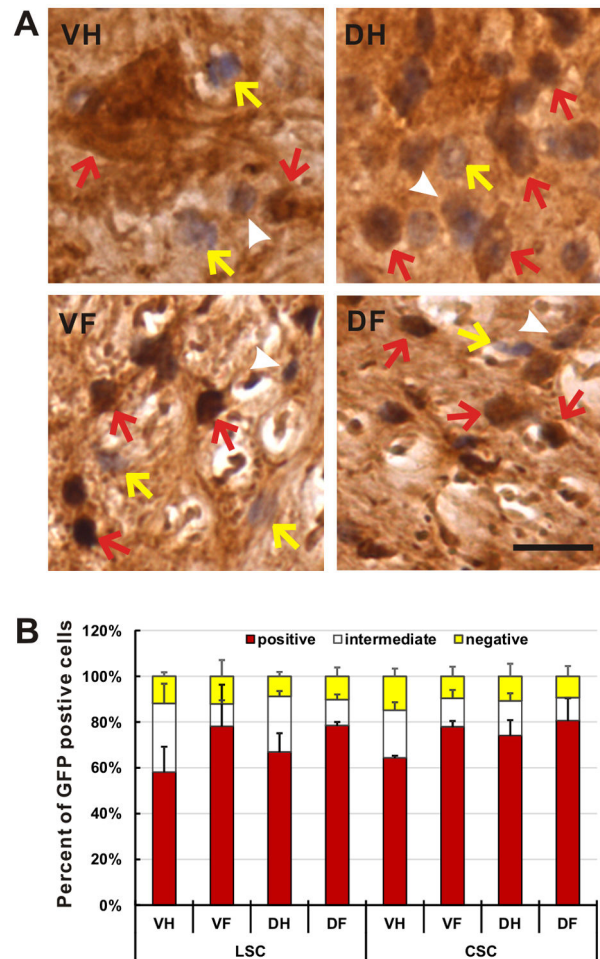 A
VH
DH
VF
DF
B
120%
positive intermediate negative
100%
80%
60%
40%
20%
0%
Percent of GFP postive cells
VH VF DH DF VH VF DH DF
LSC CSC